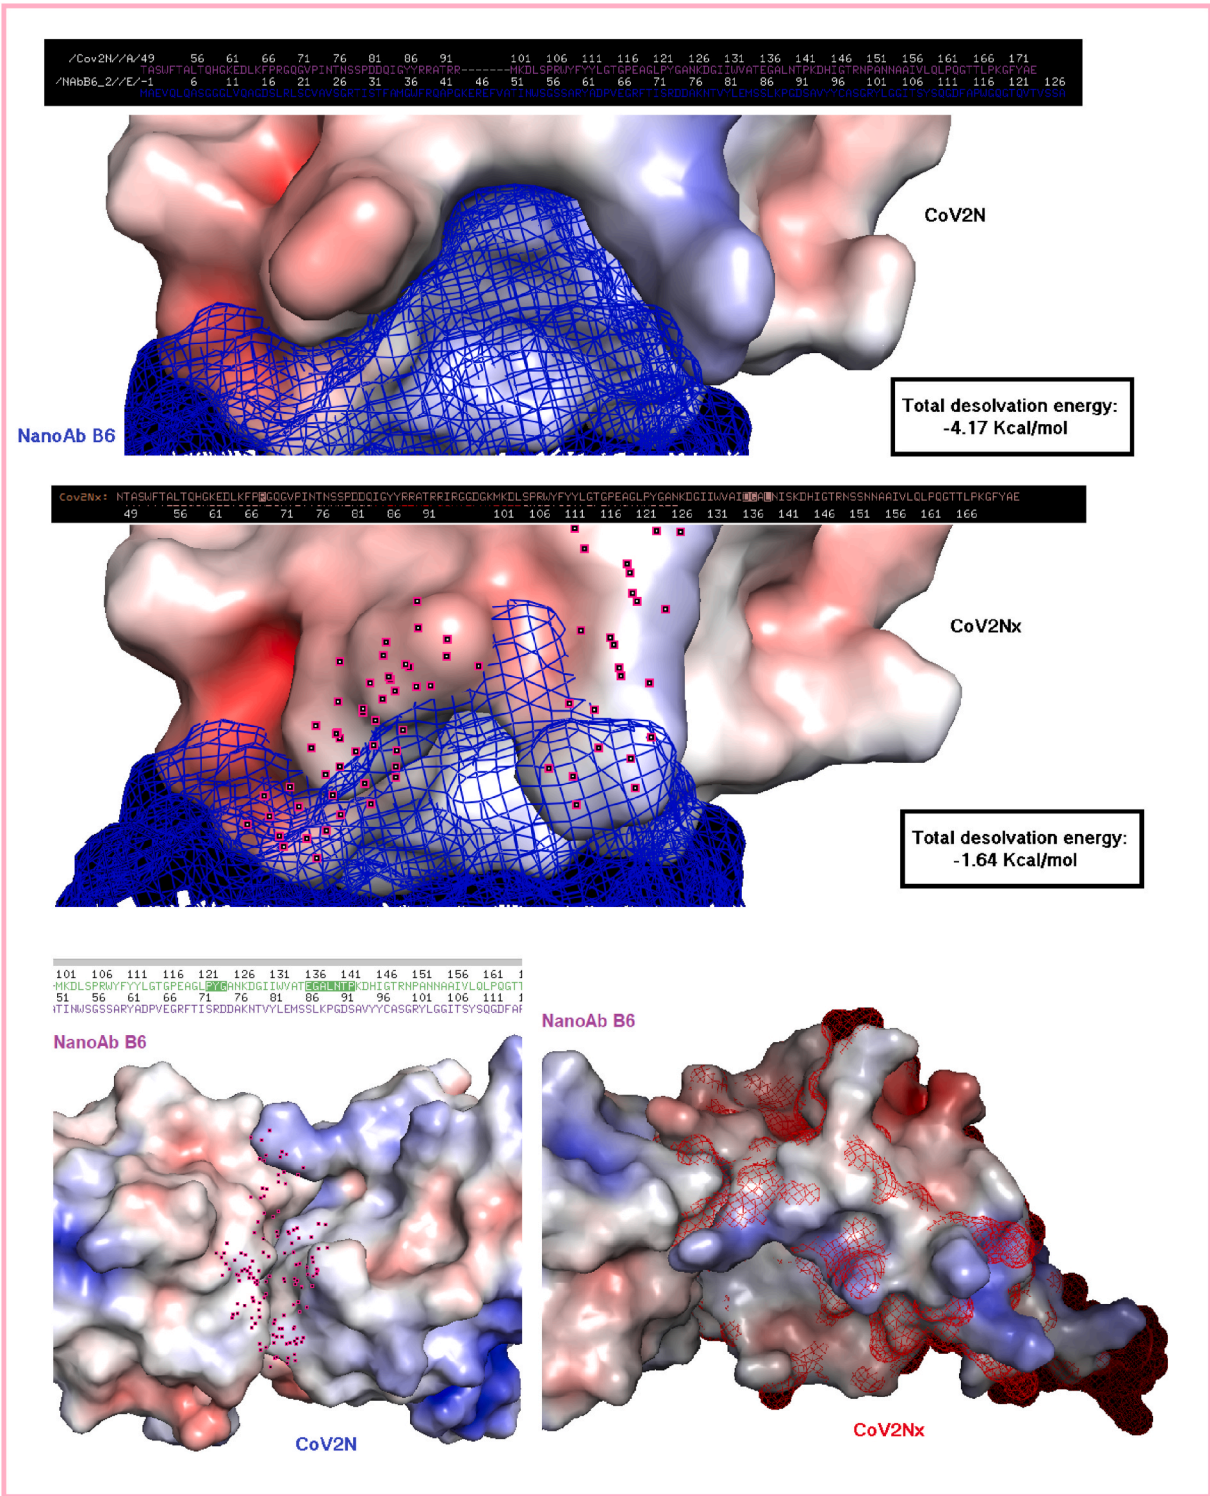 /Cov2N//A/49 56 61 66 71 76 81 86 91 101 106 111 116 121 126 131 136 141 146 151 156 161 166 171
TASWFTALTQHGKEDLKFPRGQGVPINTNSSPDDQIGYYRRATRR-------MKDLSPRWYFYYLGTGPEAGLPYGANKDGIIWVATEGALNTPKDHIGTRNPANNAAIVLQLPQGTTLPKGFYAE
/NAbB6_2//E/-1 6 11 16 21 26 31 36 41 46 51 56 61 66 71 76 81 86 91 96 101 106 111 116 121 126
CoV2N
Total desolvation energy:
-4.17 Kcal/mol
NanoAb B6
Cov2Nx: NTASWFTALTQHGKEDLKFPRGQGVPINTNSSPDDQIGYYRRATRRIRGGDGKMKDLSPRWYFYYLGTGPEAGLPYGANKDGIIWVAIDGALNISKDHIGTRNSSNNAAIVLQLPQGTTLPKGFYAE
49 56 61 66 71 76 81 86 91 101 106 111 116 121 126 131 136 141 146 151 156 161 166
CoV2Nx
Total desolvation energy:
-1.64 Kcal/mol
101 106 111 116 121 126 131 136 141 146 151 156 161
-MKDLSPRWYFYYLGTGPEAGLPYGANKDGIIWVATEGALNTPKDHIGTRNPANNAAIVLQLPQGTT
51 56 61 66 71 76 81 86 91 96 101 106 111
ATINWSGSSARYADPVEGRFTISRDDAKNTVYLEMSSLKPGDSAVYYCASGRYLGGITSYSQGDFAP
NanoAb B6
NanoAb B6
CoV2N
CoV2Nx